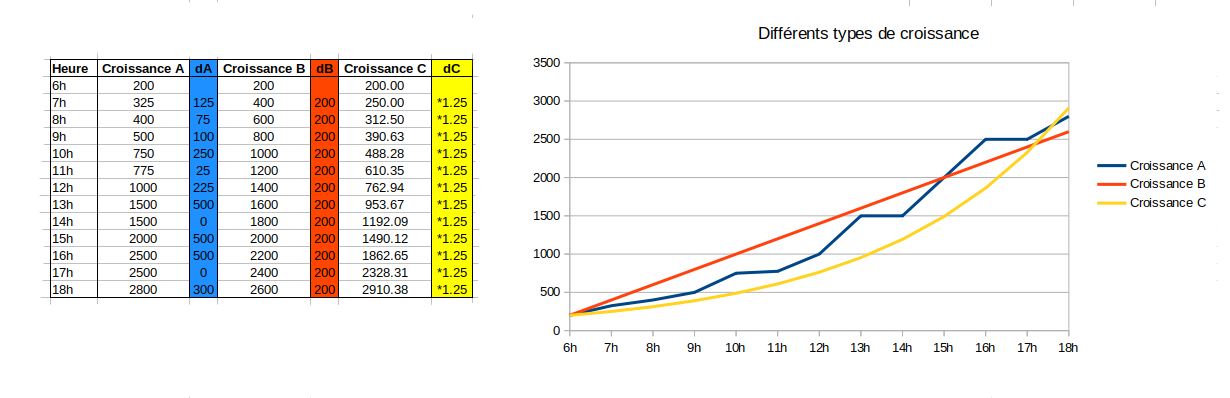 Heure Croissance A dA Croissance B dB Croissance C dC
6h 200 200 200.00
7h 325 125 400 200 250.00 *1.25
8h 400 75 600 200 312.50 *1.25
9h 500 100 800 200 390.63 *1.25
10h 750 250 1000 200 488.28 *1.25
11h 775 25 1200 200 610.35 *1.25
12h 1000 225 1400 200 762.94 *1.25
13h 1500 500 1600 200 953.67 *1.25
14h 1500 0 1800 200 1192.09 *1.25
15h 2000 500 2000 200 1490.12 *1.25
16h 2500 500 2200 200 1862.65 *1.25
17h 2500 0 2400 200 2328.31 *1.25
18h 2800 300 2600 200 2910.38 *1.25
Différents types de croissance
3500
3000
2500
2000
1500
1000
500
0
6h 7h 8h 9h 10h 11h 12h 13h 14h 15h 16h 17h 18h
Croissance A
Croissance B
Croissance C